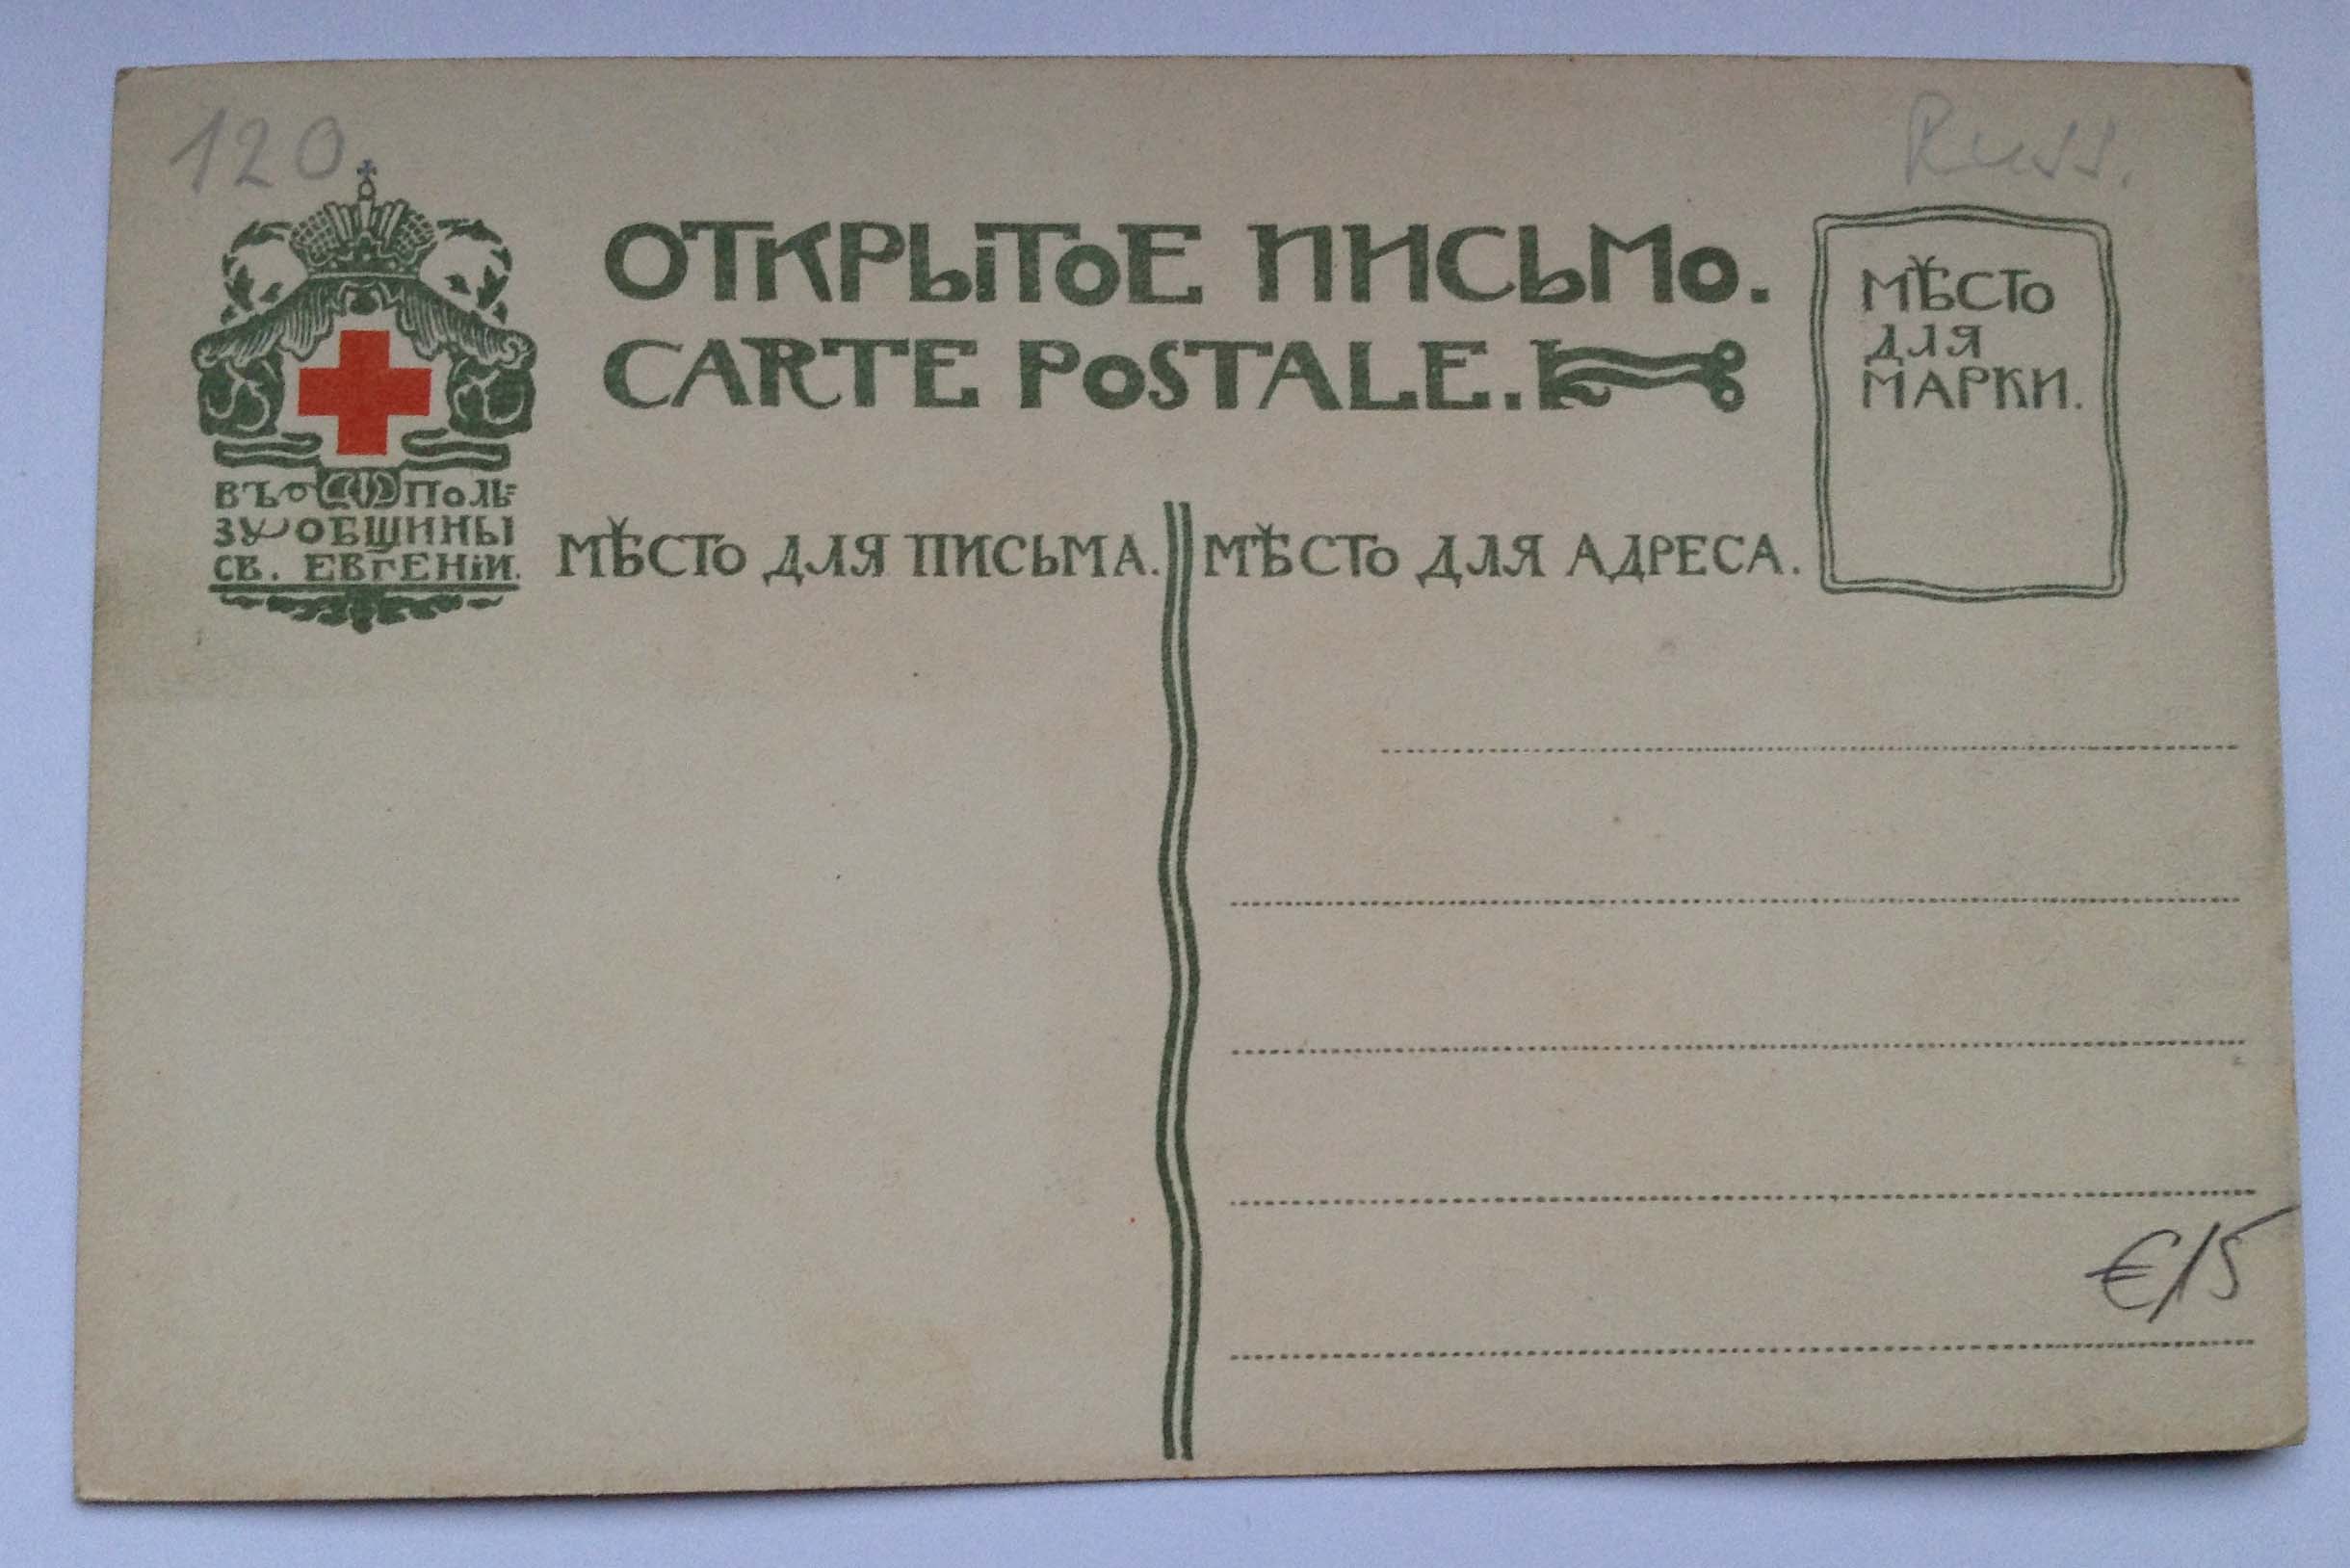 120.
Russ.
ОТКРЫТОЕ ПИСЬМО.
CARTE POSTALE.
МѢСТО
ДЛЯ
МАРКИ.
ВЪ ПОЛЬ=
ЗУ ОБЩИНЫ
СВ. ЕВГЕНІИ.
МѢСТО ДЛЯ ПИСЬМА.
МѢСТО ДЛЯ АДРЕСА.
€15